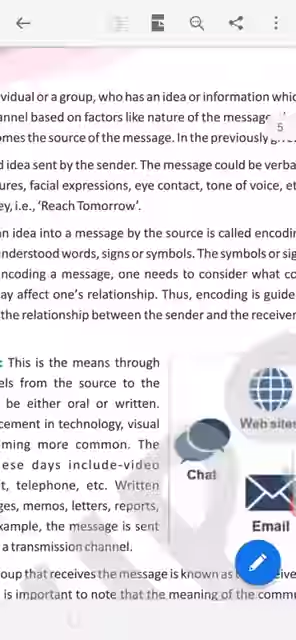 vidual or a group, who has an idea or information
annel based on factors like nature of the message
5
omes the source of the message. In the previously
d idea sent by the sender. The message could be verba
ures, facial expressions, eye contact, tone of voice, et
ey, i.e., ‘Reach Tomorrow’.
an idea into a message by the source is called encodin
nderstood words, signs or symbols. The symbols or sig
ncoding a message, one needs to consider what co
ay affect one’s relationship. Thus, encoding is guide
the relationship between the sender and the receiver
: This is the means through
els from the source to the
be either oral or written.
cement in technology, visual
ming more common. The
ese days include-video
t, telephone, etc. Written
ges, memos, letters, reports,
xample, the message is sent
a transmission channel.
Web sites
Chat
Email
oup that receives the message is known as
is important to note that the meaning of the commu